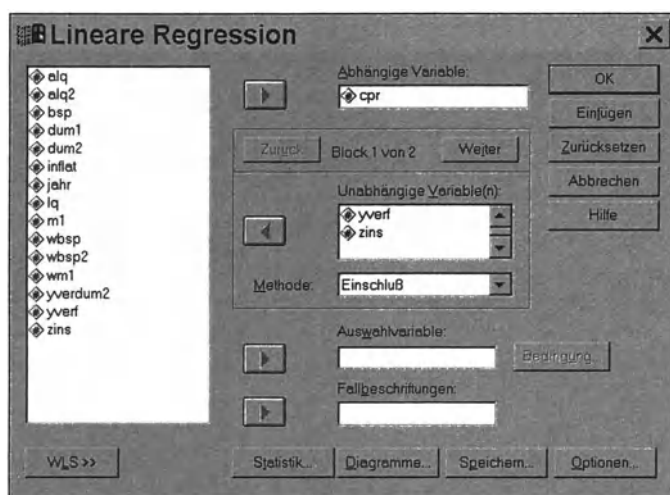 Lineare Regression
alq
alq2
bsp
dum1
dum2
inflat
jahr
lq
m1
wbsp
wbsp2
wm1
yverdum2
yverf
zins
WLS>>
Abhängige Variable:
cpr
Zurück
Block 1 von 2
Weiter
Unabhängige Variable(n):
yverf
zins
Methode:
Einschluß
Auswahlvariable:
Bedingung...
Fallbeschriftungen:
Statistik...
Diagramme...
Speichern...
Optionen...
OK
Einfügen
Zurücksetzen
Abbrechen
Hilfe